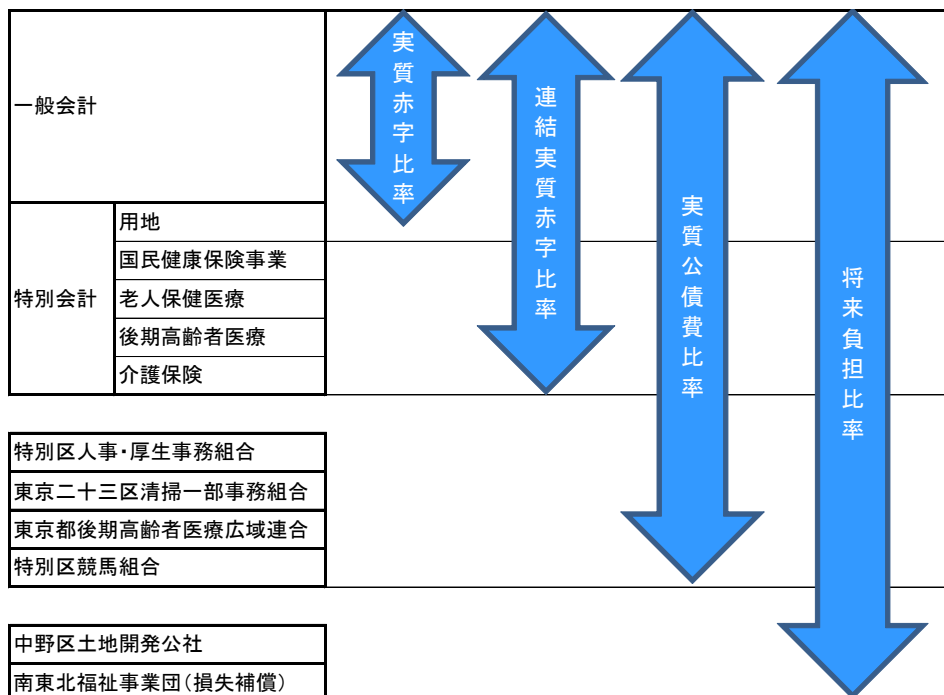 一般会計
特別会計
用地
国民健康保険事業
老人保健医療
後期高齢者医療
介護保険
特別区人事・厚生事務組合
東京二十三区清掃一部事務組合
東京都後期高齢者医療広域連合
特別区競馬組合
中野区土地開発公社
南東北福祉事業団(損失補償)
実質赤字比率
連結実質赤字比率
実質公債費比率
将来負担比率